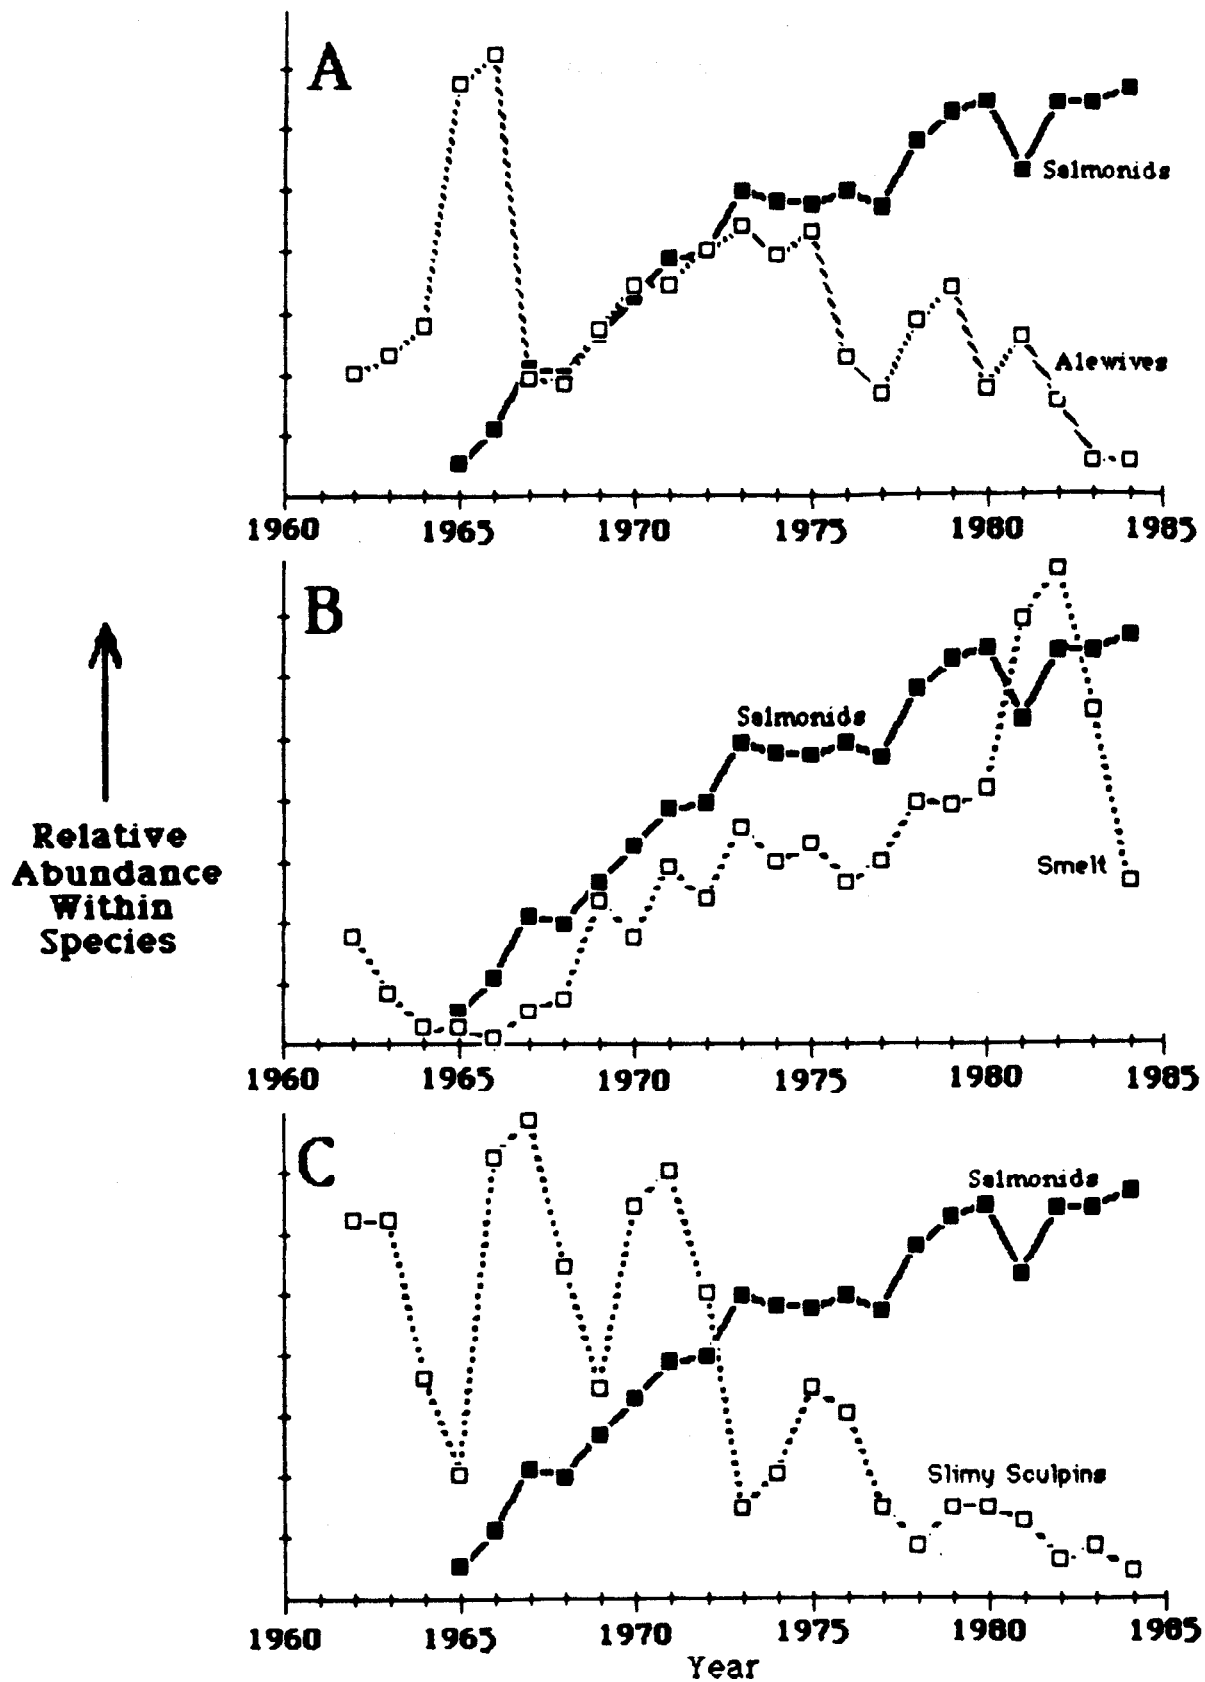 A
Salmonids
Alewives
1960 1965 1970 1975 1980 1985
B
Salmonids
Relative
Abundance
Within
Species
Smelt
1960 1965 1970 1975 1980 1985
C
Salmonids
Slimy Sculpins
1960 1965 1970 1975 1980 1985
Year